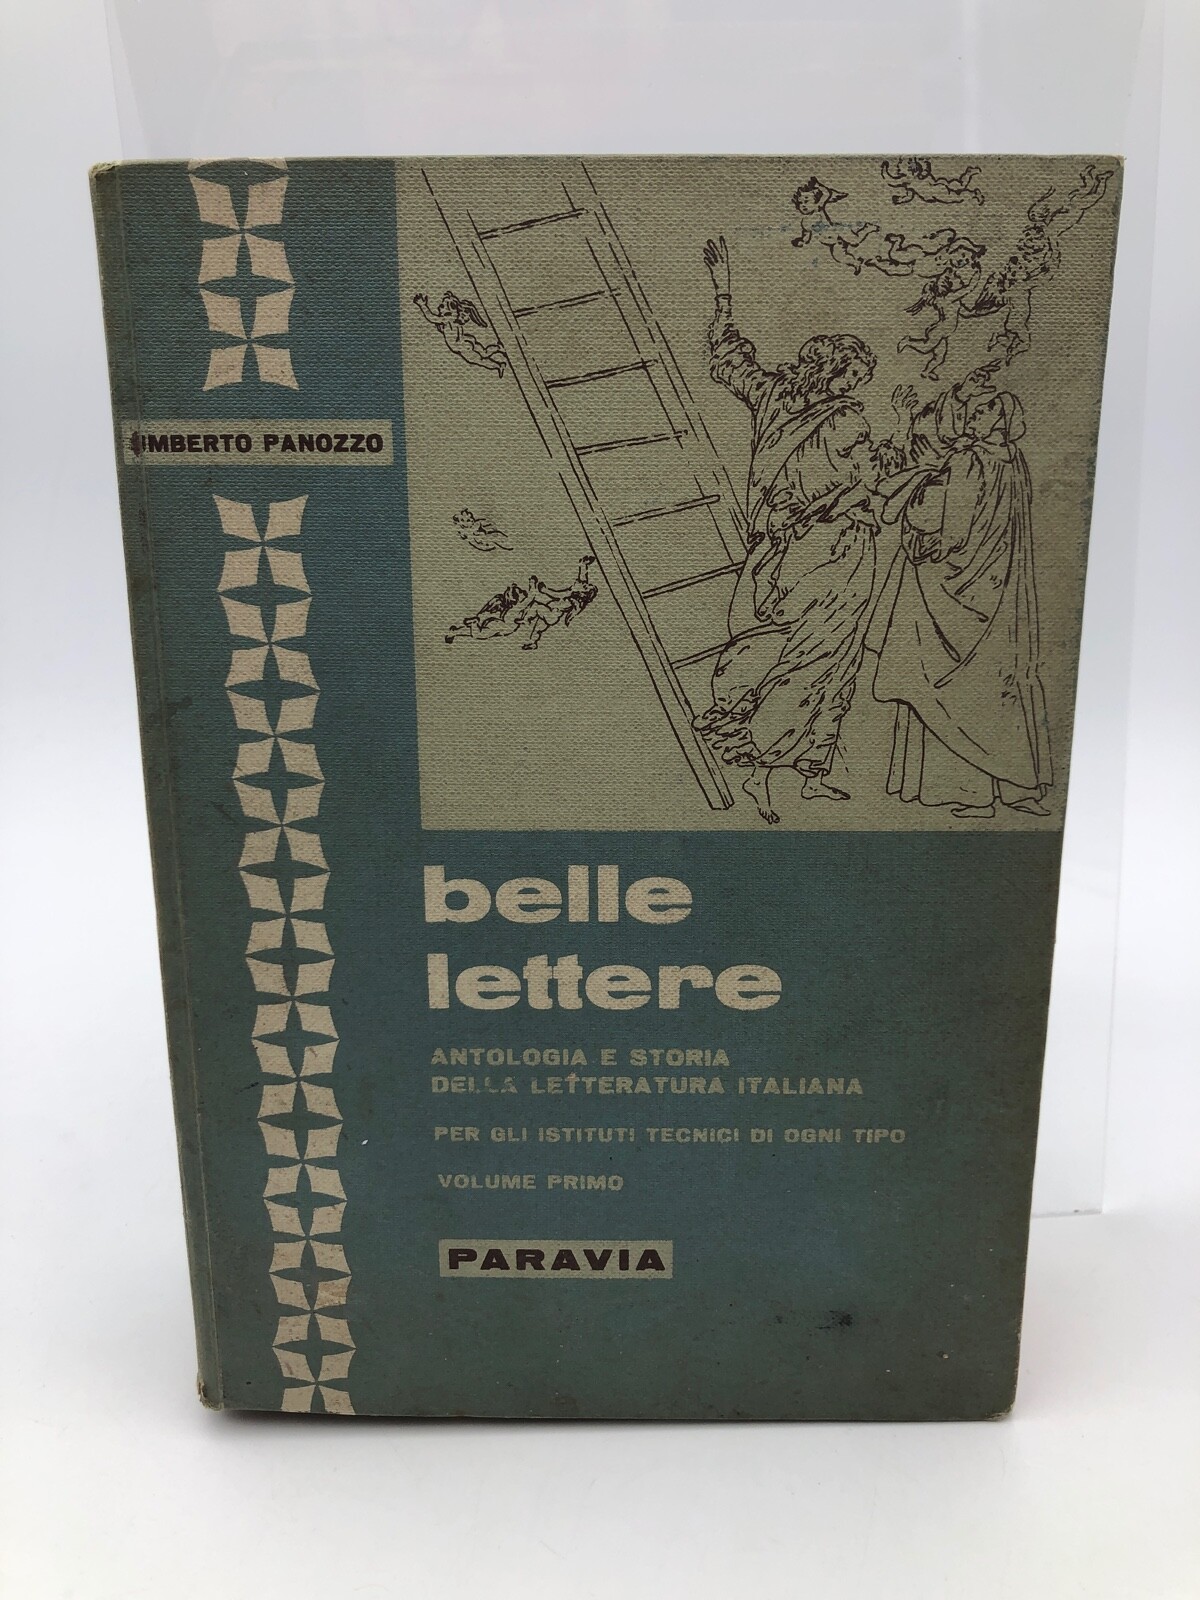 UMBERTO PANOZZO
belle
lettere
ANTOLOGIA E STORIA
DELLA LETTERATURA ITALIANA
PER GLI ISTITUTI TECNICI DI OGNI TIPO
VOLUME PRIMO
PARAVIA